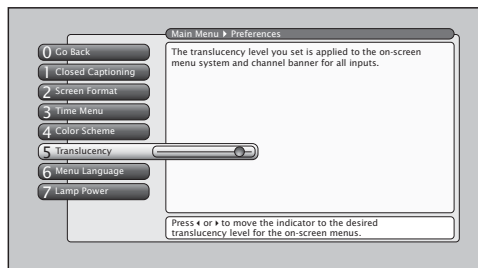 Main Menu ▸ Preferences
0 Go Back
1 Closed Captioning
2 Screen Format
3 Time Menu
4 Color Scheme
5 Translucency
6 Menu Language
7 Lamp Power
The translucency level you set is applied to the on-screen
menu system and channel banner for all inputs.
Press ◂ or ▸ to move the indicator to the desired
translucency level for the on-screen menus.